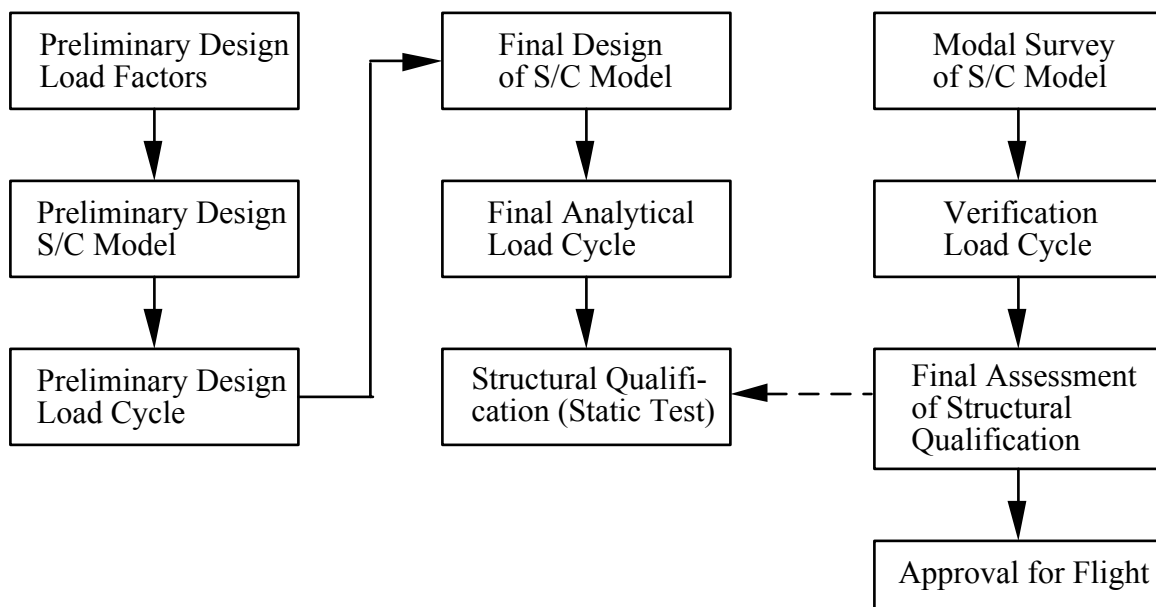 Preliminary Design
Load Factors
Preliminary Design
S/C Model
Preliminary Design
Load Cycle
Final Design
of S/C Model
Final Analytical
Load Cycle
Structural Qualifi-
cation (Static Test)
Modal Survey
of S/C Model
Verification
Load Cycle
Final Assessment
of Structural
Qualification
Approval for Flight